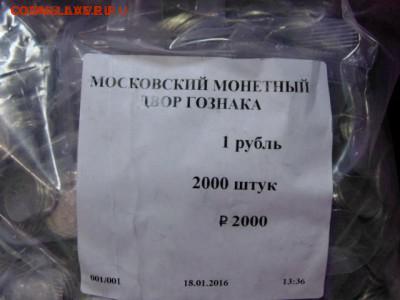 МОСКОВСКИЙ МОНЕТНЫЙ
ДВОР ГОЗНАКА
1 рубль
2000 штук
₽ 2000
001/001 18.01.2016 13:36